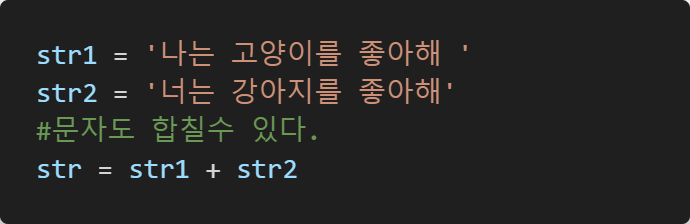 str1 = '나는 고양이를 좋아해 '
str2 = '너는 강아지를 좋아해'
#문자도 합칠수 있다.
str = str1 + str2